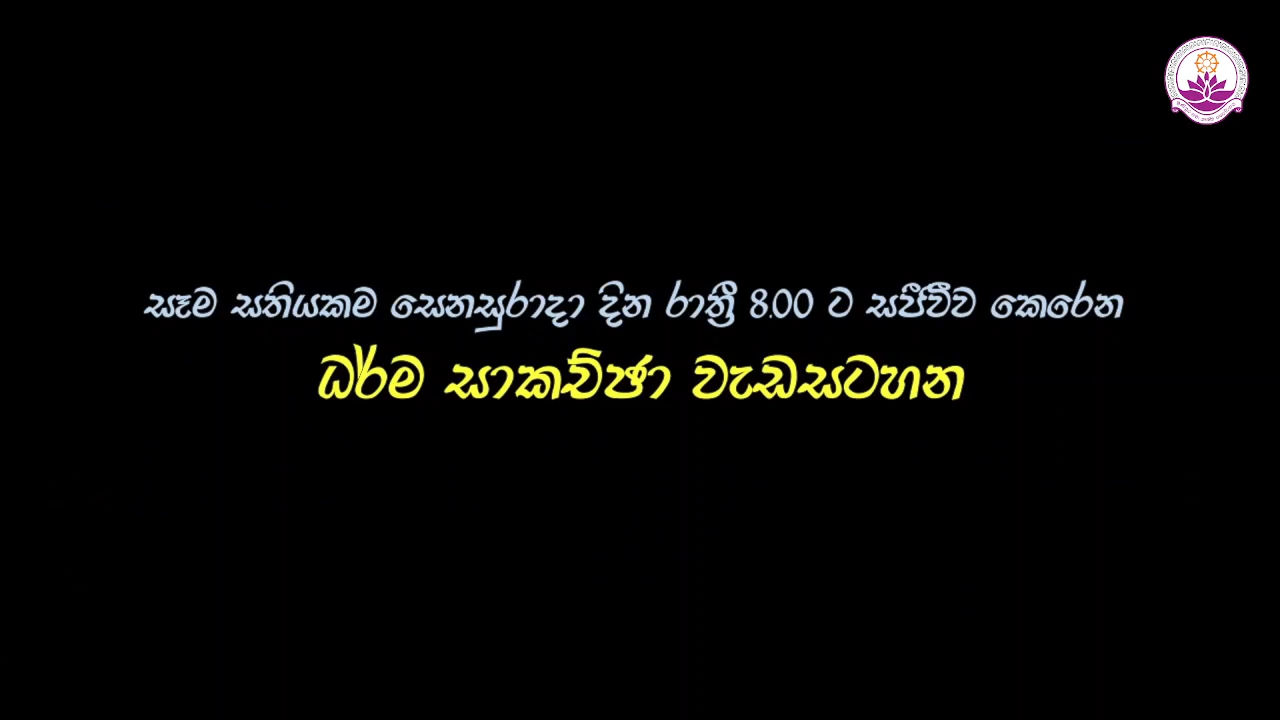 සෑම සතියකම සෙනසුරාදා දින රාත්‍රී 8.00 ට සජීවීව කෙරෙන
ධර්ම සාකච්ඡා වැඩසටහන